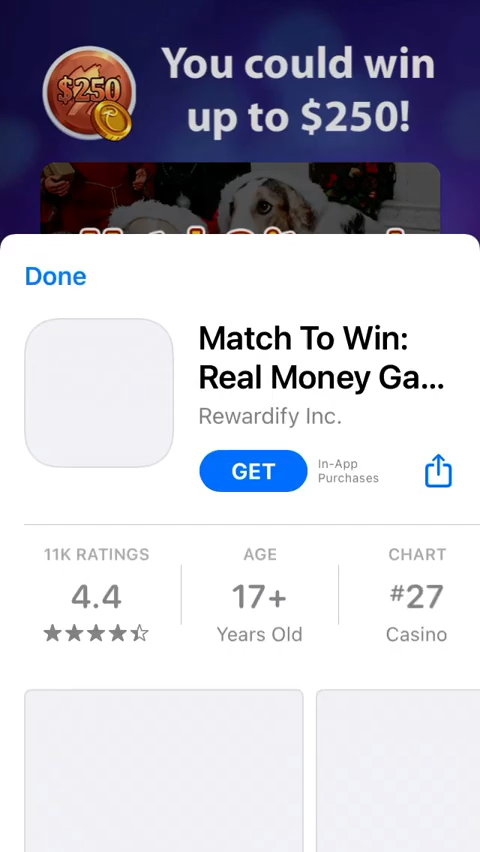 $250
You could win
up to $250!
Done
Match To Win:
Real Money Ga...
Rewardify Inc.
GET
In-App
Purchases
11K RATINGS
AGE
CHART
4.4
17+
#27
Years Old
Casino